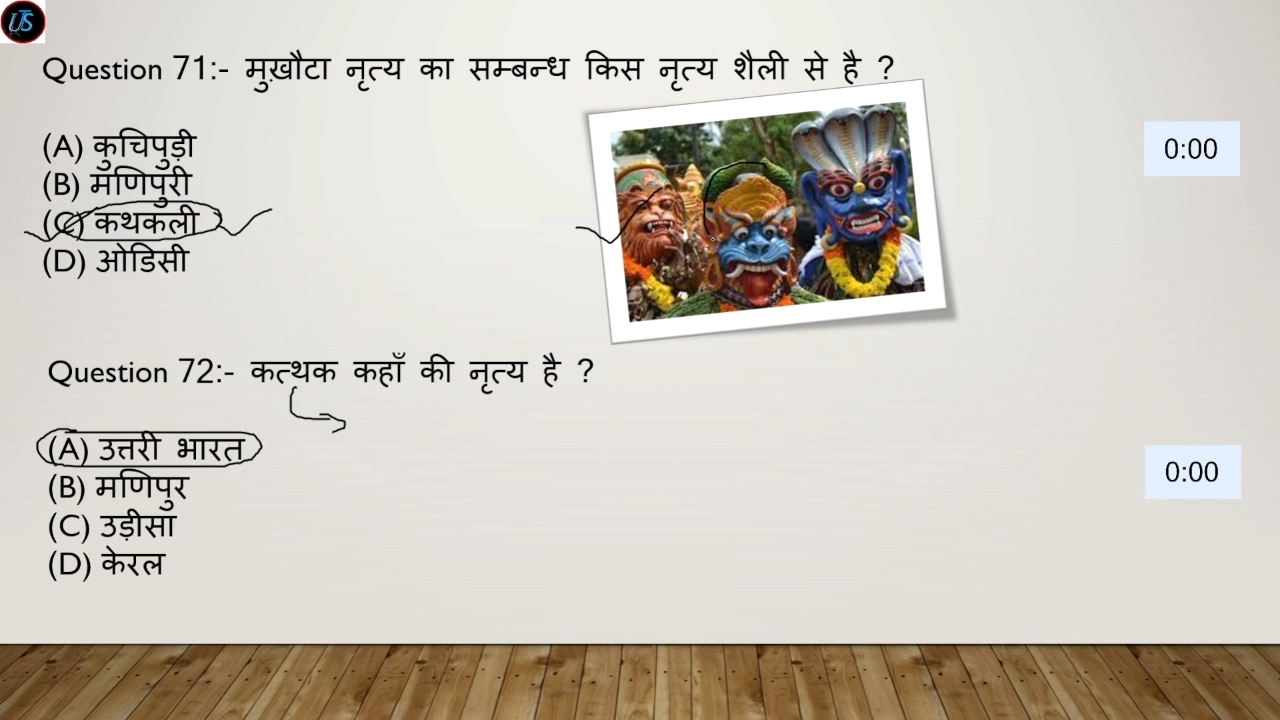 US
Question 71:- मुख़ौटा नृत्य का सम्बन्ध किस नृत्य शैली से है ?
(A) कुचिपुड़ी
(B) मणिपुरी
(C) कथकली
(D) ओडिसी
0:00
Question 72:- कत्थक कहाँ की नृत्य है ?
(A) उत्तरी भारत
(B) मणिपुर
(C) उड़ीसा
(D) केरल
0:00